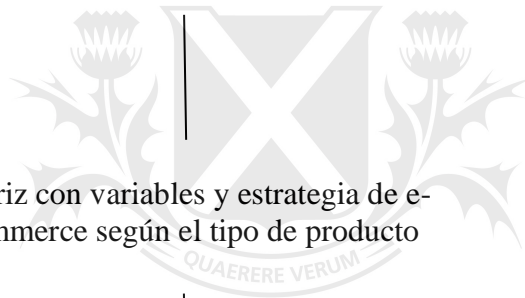 riz con variables y estrategia de e-
nmerce según el tipo de producto
QUAERERE VERUM